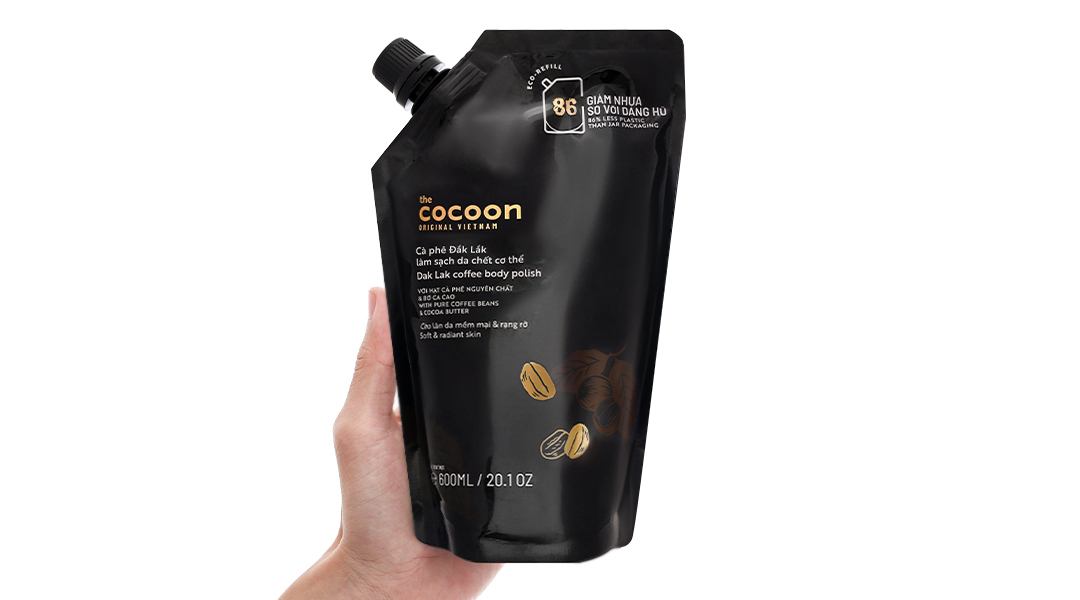 ECO-REFILL
86
GIẢM NHỰA
SO VỚI DẠNG HŨ
86% LESS PLASTIC
THAN JAR PACKAGING
the
cocoon
ORIGINAL VIETNAM
Cà phê Đắk Lắk
làm sạch da chết cơ thể
Dak Lak coffee body polish
VỚI HẠT CÀ PHÊ NGUYÊN CHẤT
& BƠ CA CAO
WITH PURE COFFEE BEANS
& COCOA BUTTER
Cho làn da mềm mại & rạng rỡ
Soft & radiant skin
600ML / 20.1 OZ